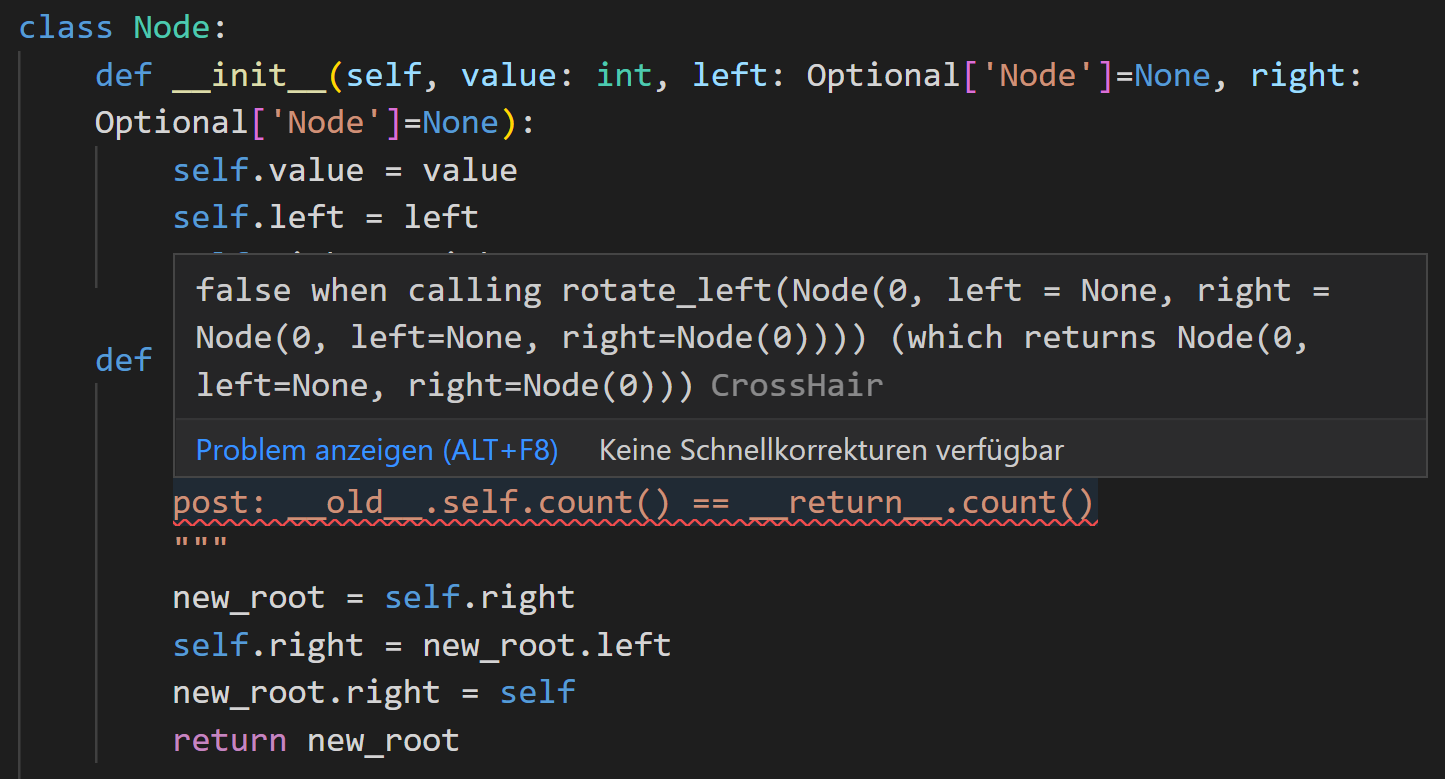 class Node:
def __init__(self, value: int, left: Optional['Node']=None, right:
Optional['Node']=None):
self.value = value
self.left = left
false when calling rotate_left(Node(0, left = None, right =
Node(0, left=None, right=Node(0)))) (which returns Node(0,
left=None, right=Node(0))) CrossHair
def
Problem anzeigen (ALT+F8) Keine Schnellkorrekturen verfügbar
post: __old__.self.count() == __return__.count()
"""
new_root = self.right
self.right = new_root.left
new_root.right = self
return new_root